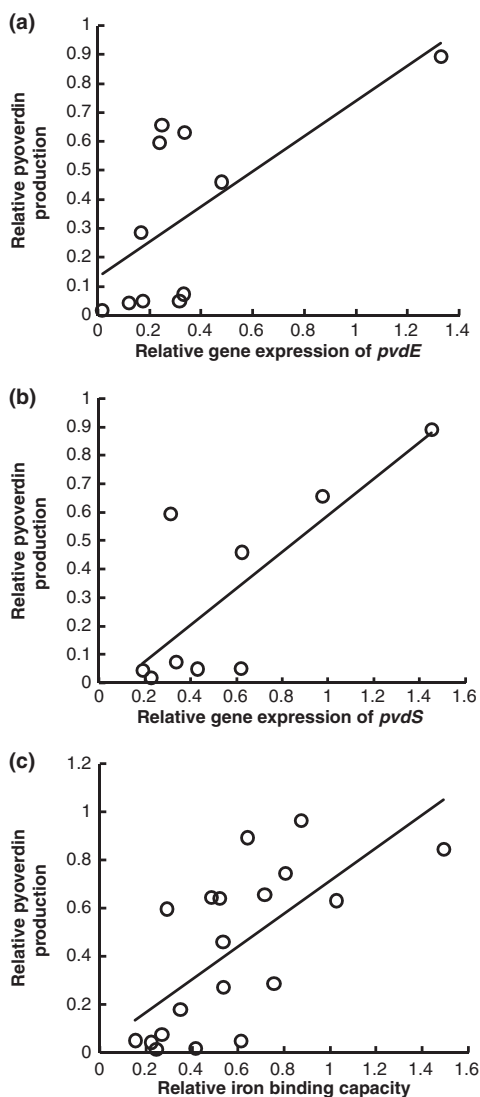 (a)
Relative pyoverdin
production
1
0.9
0.8
0.7
0.6
0.5
0.4
0.3
0.2
0.1
0
0 0.2 0.4 0.6 0.8 1 1.2 1.4
Relative gene expression of pvdE
(b)
Relative pyoverdin
production
1
0.9
0.8
0.7
0.6
0.5
0.4
0.3
0.2
0.1
0
0 0.2 0.4 0.6 0.8 1 1.2 1.4 1.6
Relative gene expression of pvdS
(c)
Relative pyoverdin
production
1.2
1
0.8
0.6
0.4
0.2
0
0 0.2 0.4 0.6 0.8 1 1.2 1.4 1.6
Relative iron binding capacity